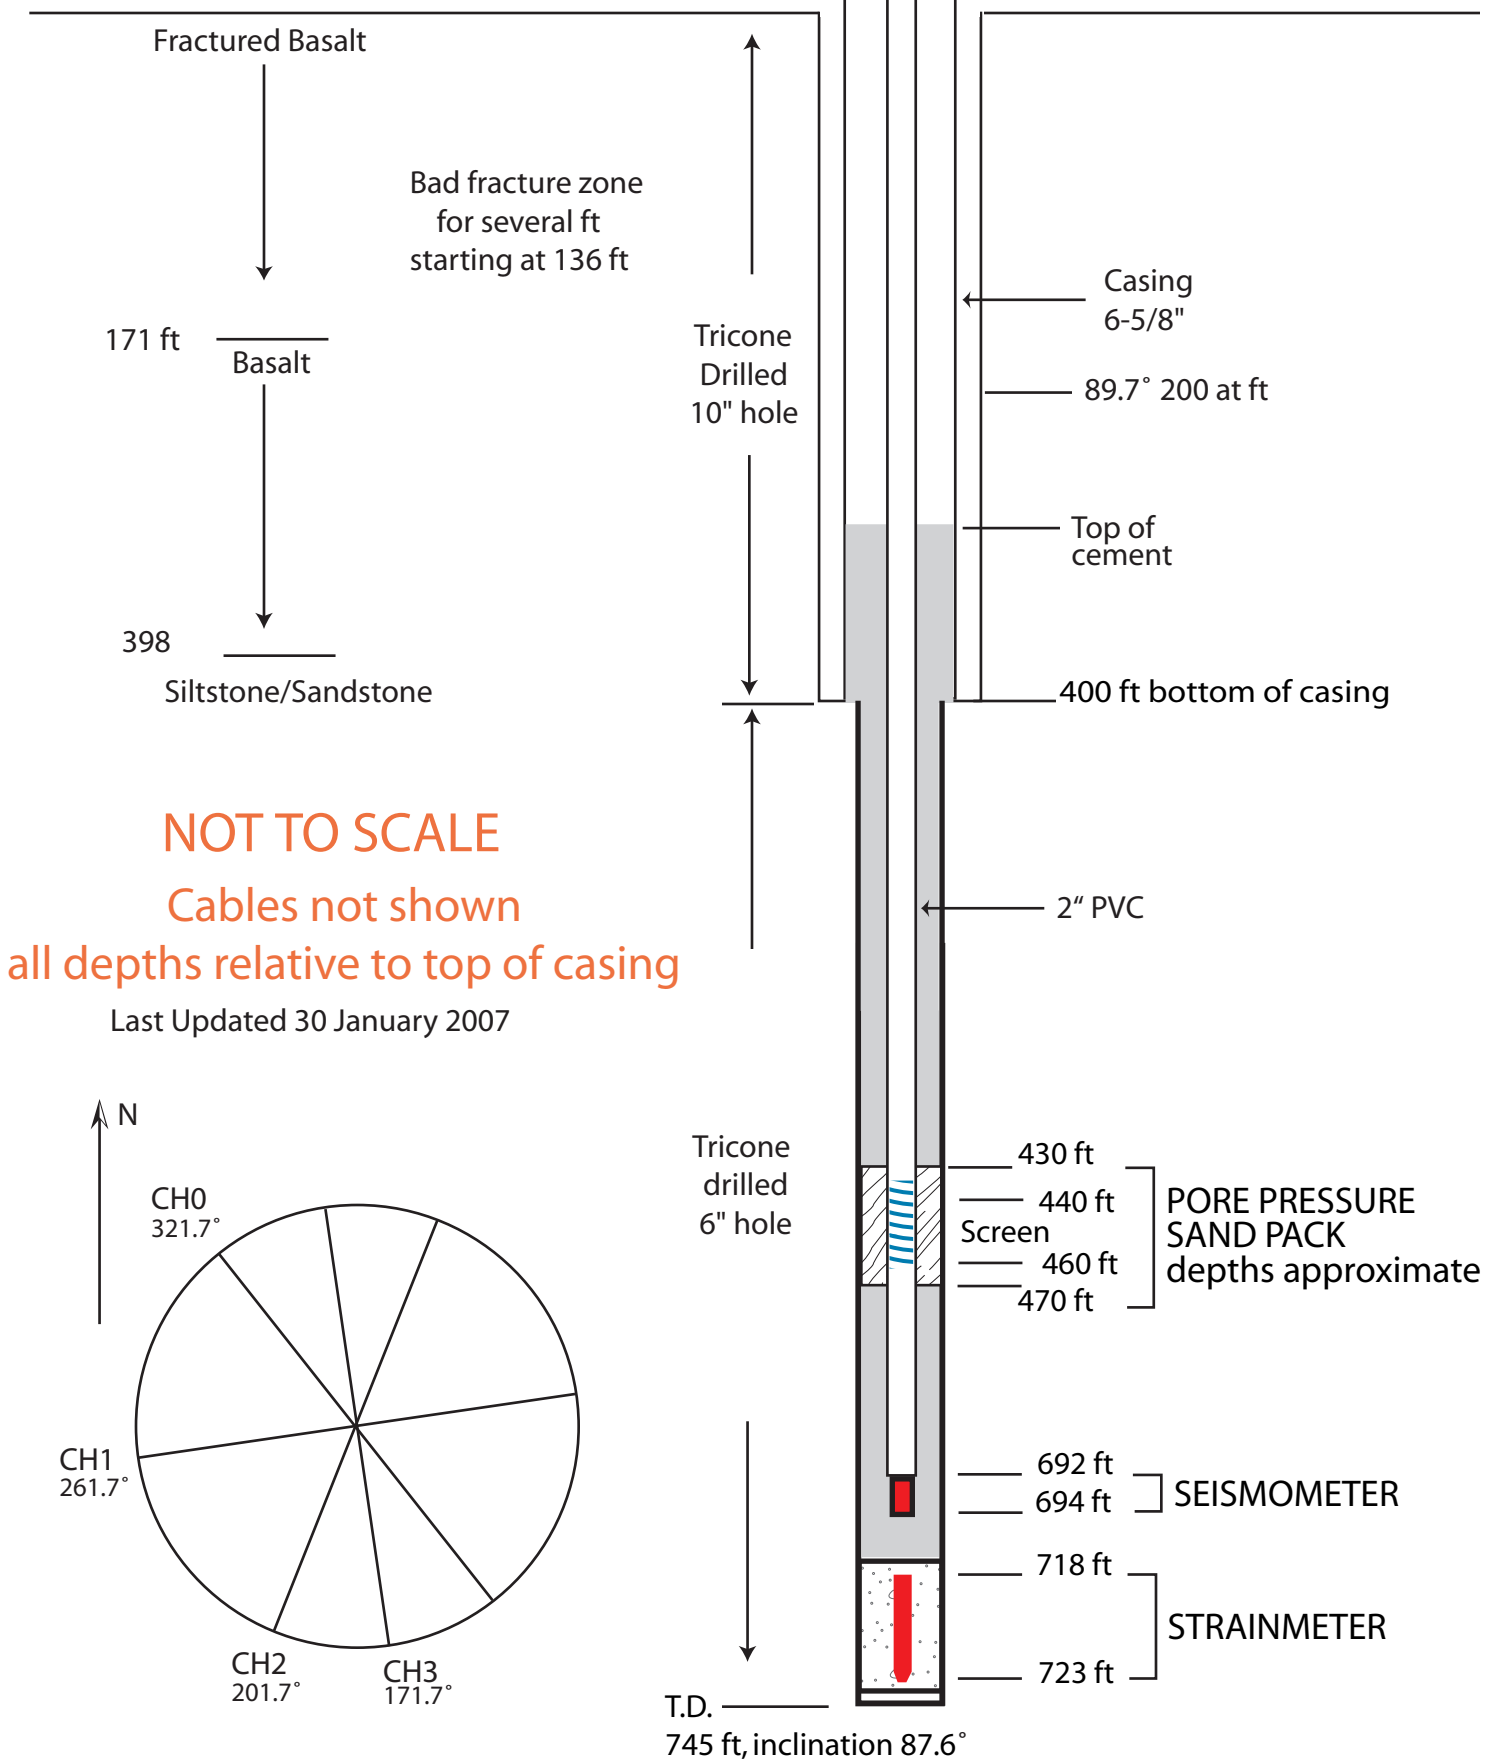 Fractured Basalt
Bad fracture zone
for several ft
starting at 136 ft
171 ft
Basalt
398
Siltstone/Sandstone
Tricone
Drilled
10" hole
Casing
6-5/8"
89.7˚ 200 at ft
Top of
cement
400 ft bottom of casing
NOT TO SCALE
Cables not shown
all depths relative to top of casing
Last Updated 30 January 2007
2“ PVC
N
CH0
321.7˚
CH1
261.7˚
CH2
201.7˚
CH3
171.7˚
Tricone
drilled
6" hole
430 ft
440 ft
Screen
460 ft
470 ft
PORE PRESSURE
SAND PACK
depths approximate
692 ft
694 ft
SEISMOMETER
718 ft
STRAINMETER
723 ft
T.D.
745 ft, inclination 87.6˚